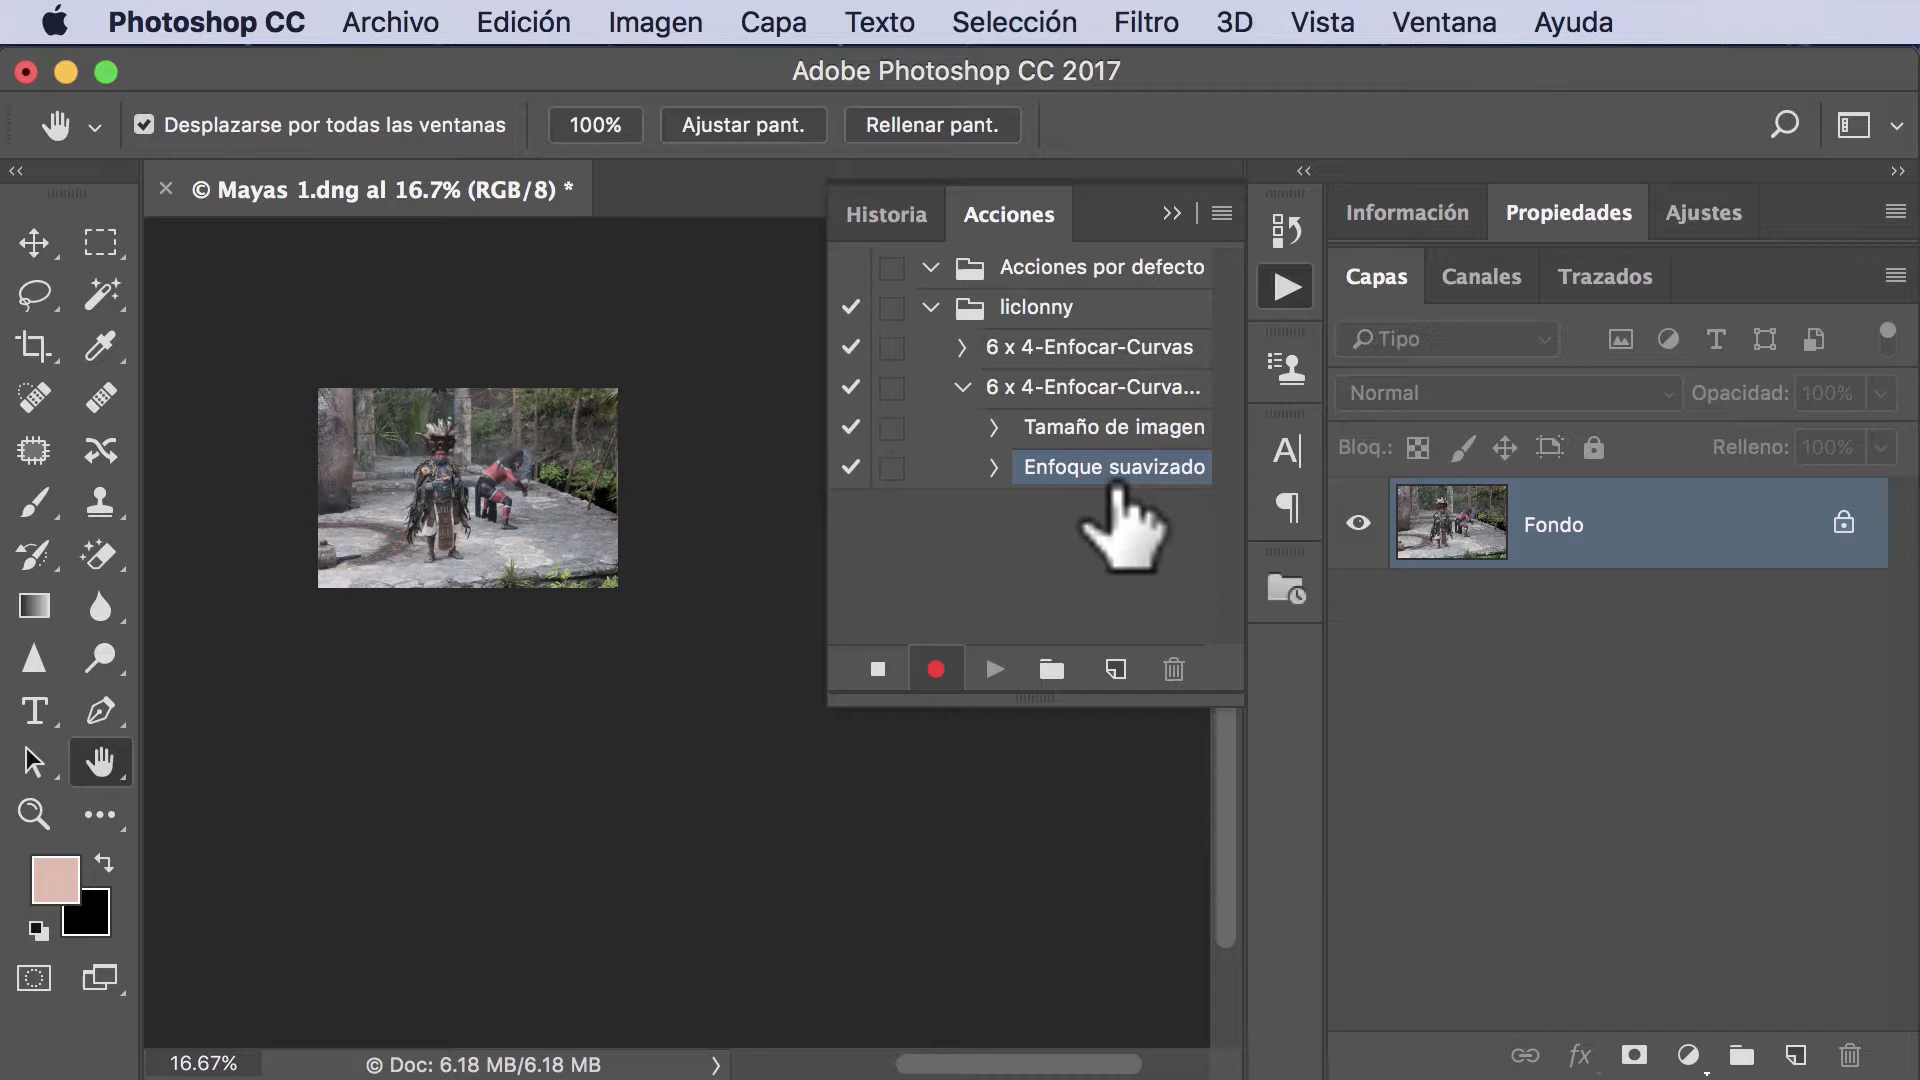 Photoshop CC Archivo Edición Imagen Capa Texto Selección Filtro 3D Vista Ventana Ayuda
Adobe Photoshop CC 2017
Desplazarse por todas las ventanas 100% Ajustar pant. Rellenar pant.
© Mayas 1.dng al 16.7% (RGB/8) *
Historia Acciones
Acciones por defecto
liclonny
6 x 4-Enfocar-Curvas
6 x 4-Enfocar-Curva...
Tamaño de imagen
Enfoque suavizado
Información Propiedades Ajustes
Capas Canales Trazados
Tipo
Normal Opacidad: 100%
Bloq.: Relleno: 100%
Fondo
16.67% © Doc: 6.18 MB/6.18 MB